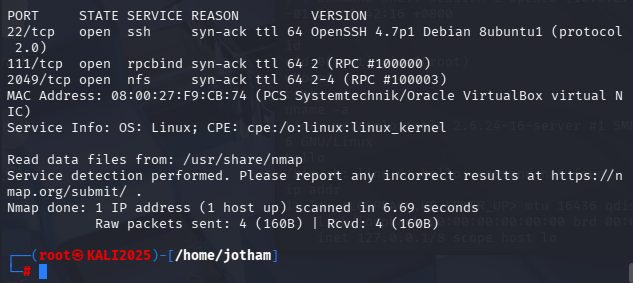 PORT     STATE SERVICE REASON         VERSION
22/tcp   open  ssh     syn-ack ttl 64 OpenSSH 4.7p1 Debian 8ubuntu1 (protocol
 2.0)
111/tcp  open  rpcbind syn-ack ttl 64 2 (RPC #100000)
2049/tcp open  nfs     syn-ack ttl 64 2-4 (RPC #100003)
MAC Address: 08:00:27:F9:CB:74 (PCS Systemtechnik/Oracle VirtualBox virtual N
IC)
Service Info: OS: Linux; CPE: cpe:/o:linux:linux_kernel

Read data files from: /usr/share/nmap
Service detection performed. Please report any incorrect results at https://n
map.org/submit/ .
Nmap done: 1 IP address (1 host up) scanned in 6.69 seconds
           Raw packets sent: 4 (160B) | Rcvd: 4 (160B)

┌──(root㉿KALI2025)-[/home/jotham]
└─#